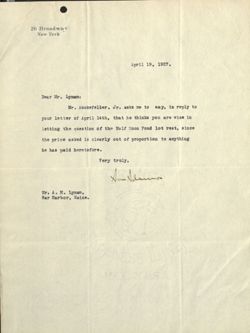 26 Broadway
New York
April 19, 1927.
Dear Mr. Lynam:
Mr. Rockefeller, Jr. asks me to say, in reply to
your letter of April 14th, that he thinks you are wise in
letting the question of the Half Moon Pond lot rest, since
the price asked is clearly out of proportion to anything
he has paid heretofore.
Very truly,
Mr. A. H. Lynam,
Bar Harbor, Maine.